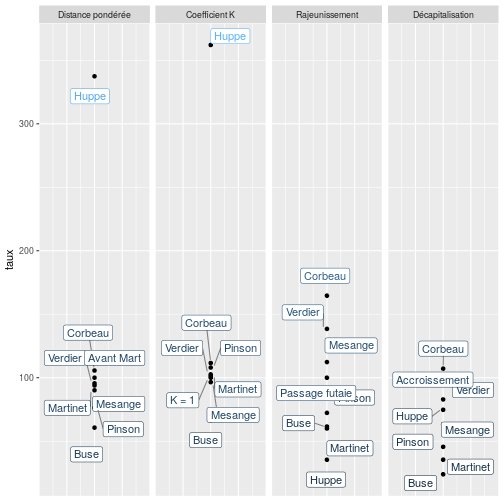 Distance pondérée
Coefficient K
Rajeunissement
Décapitalisation
taux
300
200
100
Huppe
Corbeau
Verdier
Avant Mart
Martinet
Mesange
Pinson
Buse
Huppe
Corbeau
Verdier
Pinson
Martinet
K = 1
Mesange
Buse
Corbeau
Verdier
Mesange
Passage futaie
Pinson
Buse
Martinet
Huppe
Corbeau
Accroissement
Verdier
Huppe
Mesange
Pinson
Martinet
Buse